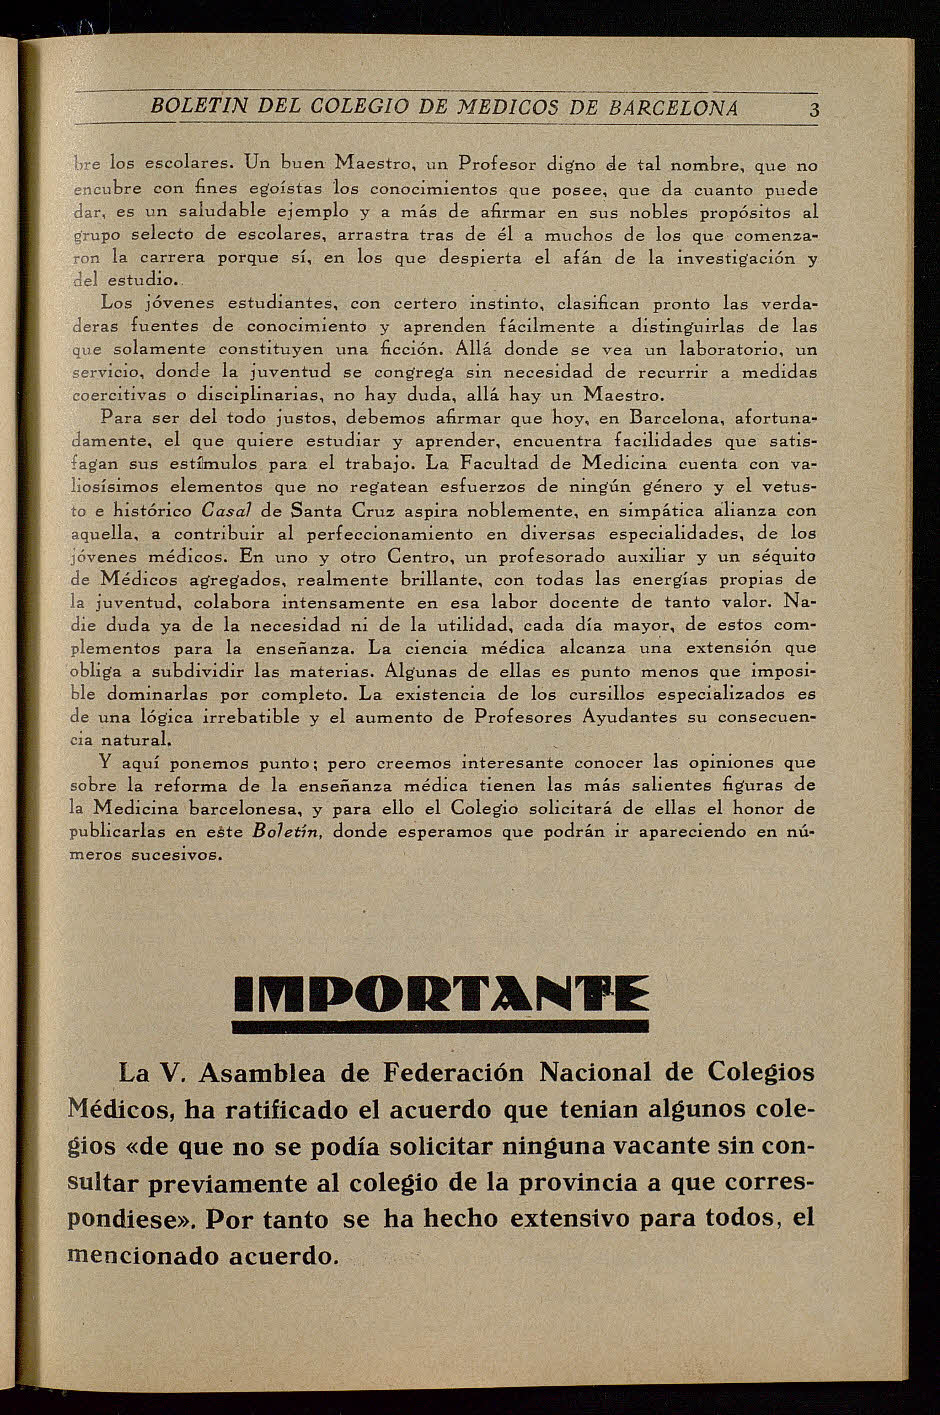 BOLETIN DEL COLEGIO DE MEDICOS DE BARCELONA 3
bre los escolares. Un buen Maestro, un Profesor digno de tal nombre, que no
encubre con fines egoístas los conocimientos que posee, que da cuanto puede
dar, es un saludable ejemplo y a más de afirmar en sus nobles propósitos al
grupo selecto de escolares, arrastra tras de él a muchos de los que comenza-
ron la carrera porque sí, en los que despierta el afán de la investigación y
del estudio.
Los jóvenes estudiantes, con certero instinto, clasifican pronto las verda-
deras fuentes de conocimiento y aprenden fácilmente a distinguirlas de las
que solamente constituyen una ficción. Allá donde se vea un laboratorio, un
servicio, donde la juventud se congrega sin necesidad de recurrir a medidas
coercitivas o disciplinarias, no hay duda, allá hay un Maestro.
Para ser del todo justos, debemos afirmar que hoy, en Barcelona, afortuna-
damente, el que quiere estudiar y aprender, encuentra facilidades que satis-
fagan sus estímulos para el trabajo. La Facultad de Medicina cuenta con va-
liosísimos elementos que no regatean esfuerzos de ningún género y el vetus-
to e histórico Casal de Santa Cruz aspira noblemente, en simpática alianza con
aquella, a contribuir al perfeccionamiento en diversas especialidades, de los
jóvenes médicos. En uno y otro Centro, un profesorado auxiliar y un séquito
de Médicos agregados, realmente brillante, con todas las energías propias de
la juventud, colabora intensamente en esa labor docente de tanto valor. Na-
die duda ya de la necesidad ni de la utilidad, cada día mayor, de estos com-
plementos para la enseñanza. La ciencia médica alcanza una extensión que
obliga a subdividir las materias. Algunas de ellas es punto menos que imposi-
ble dominarlas por completo. La existencia de los cursillos especializados es
de una lógica irrebatible y el aumento de Profesores Ayudantes su consecuen-
cia natural.
Y aquí ponemos punto; pero creemos interesante conocer las opiniones que
sobre la reforma de la enseñanza médica tienen las más salientes figuras de
la Medicina barcelonesa, y para ello el Colegio solicitará de ellas el honor de
publicarlas en este Boletín, donde esperamos que podrán ir apareciendo en nú-
meros sucesivos.
IMPORTANTE
La V. Asamblea de Federación Nacional de Colegios
Médicos, ha ratificado el acuerdo que tenian algunos cole-
gios «de que no se podía solicitar ninguna vacante sin con-
sultar previamente al colegio de la provincia a que corres-
pondiese». Por tanto se ha hecho extensivo para todos, el
mencionado acuerdo.